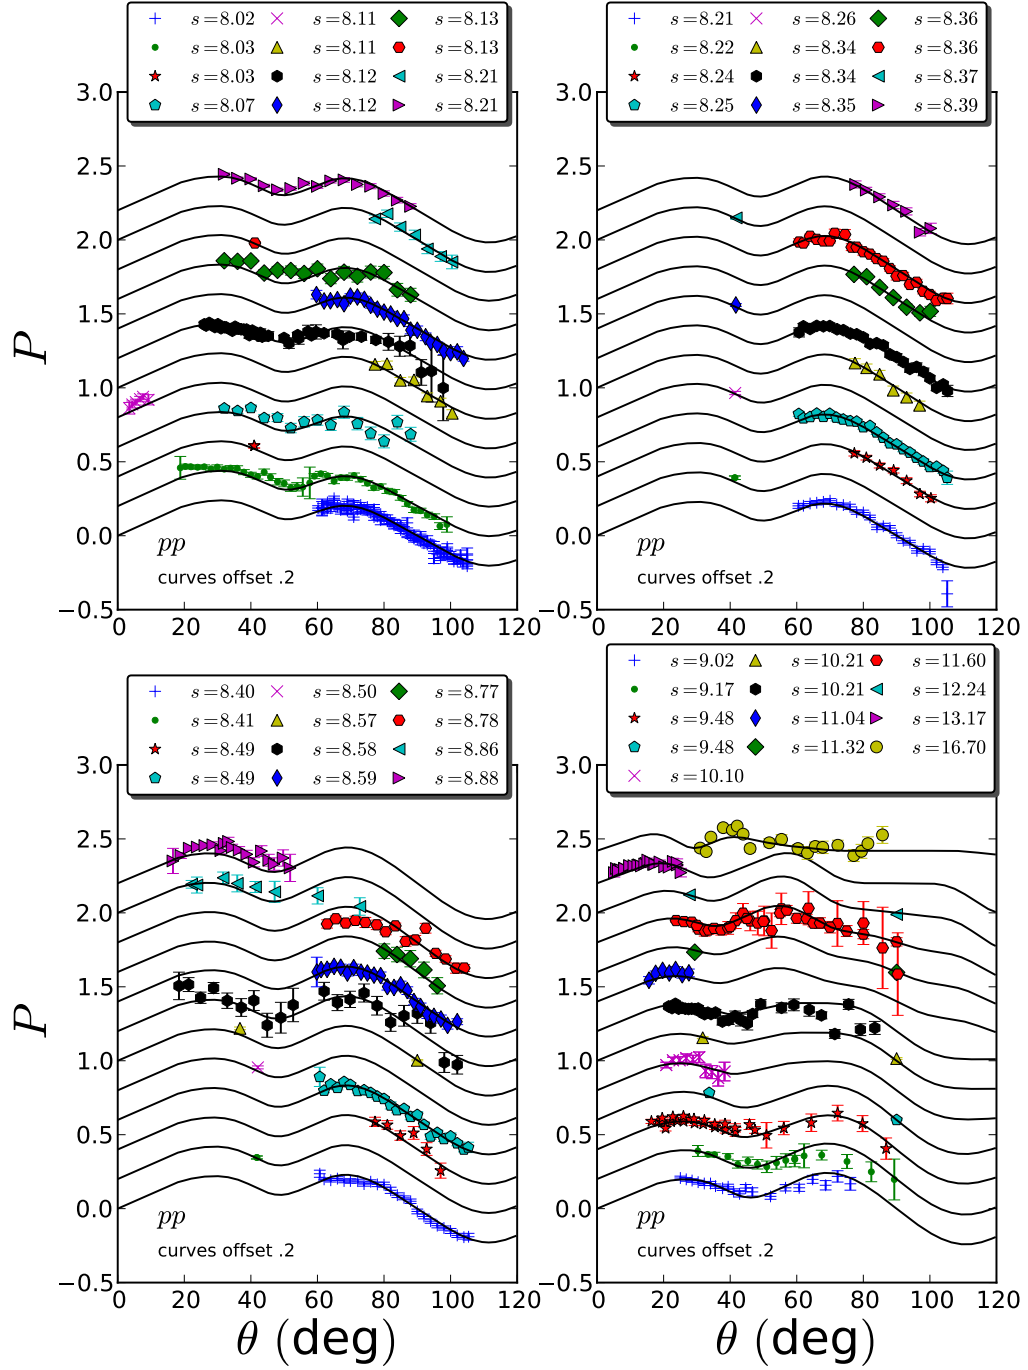 s=8.02 s=8.11 s=8.13
s=8.03 s=8.11 s=8.13
s=8.03 s=8.12 s=8.21
s=8.07 s=8.12 s=8.21
3.0
2.5
2.0
1.5
1.0
0.5
0.0
−0.5
P
pp
curves offset .2
0 20 40 60 80 100 120
s=8.21 s=8.26 s=8.36
s=8.22 s=8.34 s=8.36
s=8.24 s=8.34 s=8.37
s=8.25 s=8.35 s=8.39
3.0
2.5
2.0
1.5
1.0
0.5
0.0
−0.5
pp
curves offset .2
0 20 40 60 80 100 120
s=8.40 s=8.50 s=8.77
s=8.41 s=8.57 s=8.78
s=8.49 s=8.58 s=8.86
s=8.49 s=8.59 s=8.88
3.0
2.5
2.0
1.5
1.0
0.5
0.0
−0.5
P
pp
curves offset .2
0 20 40 60 80 100 120
θ (deg)
s=9.02 s=10.21 s=11.60
s=9.17 s=10.21 s=12.24
s=9.48 s=11.04 s=13.17
s=9.48 s=11.32 s=16.70
s=10.10
3.0
2.5
2.0
1.5
1.0
0.5
0.0
−0.5
pp
curves offset .2
0 20 40 60 80 100 120
θ (deg)